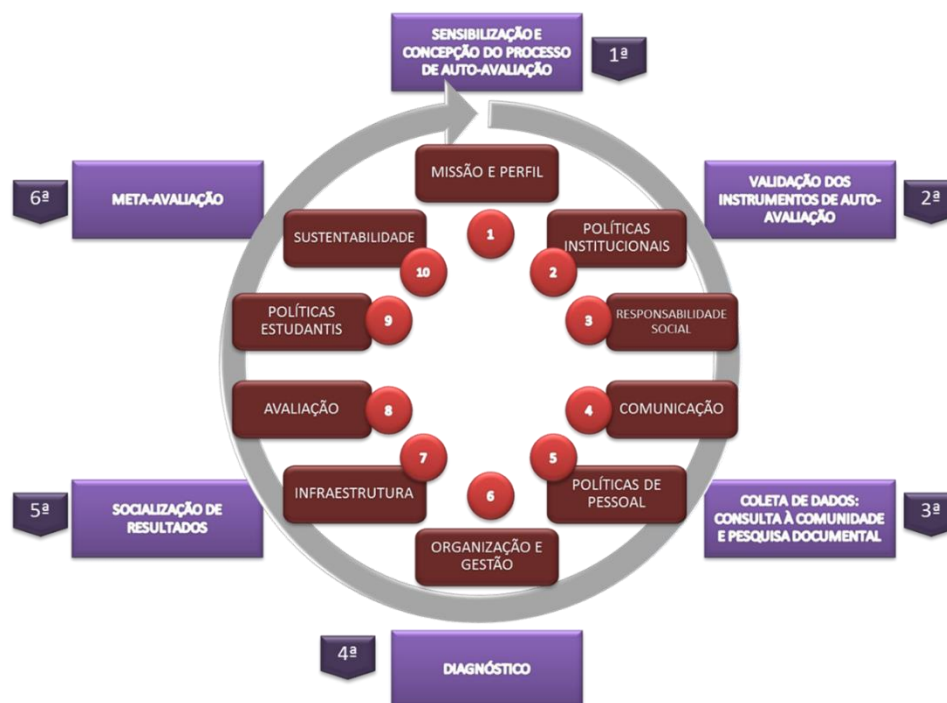 SENSIBILIZAÇÃO E
CONCEPÇÃO DO PROCESSO
DE AUTO-AVALIAÇÃO
1ª
VALIDAÇÃO DOS
INSTRUMENTOS DE AUTO-
AVALIAÇÃO
2ª
COLETA DE DADOS:
CONSULTA À COMUNIDADE
E PESQUISA DOCUMENTAL
3ª
4ª
DIAGNÓSTICO
5ª
SOCIALIZAÇÃO DE
RESULTADOS
6ª
META-AVALIAÇÃO
MISSÃO E PERFIL
1
POLÍTICAS
INSTITUCIONAIS
2
RESPONSABILIDADE
SOCIAL
3
COMUNICAÇÃO
4
POLÍTICAS DE
PESSOAL
5
ORGANIZAÇÃO E
GESTÃO
6
INFRAESTRUTURA
7
AVALIAÇÃO
8
POLÍTICAS
ESTUDANTIS
9
SUSTENTABILIDADE
10